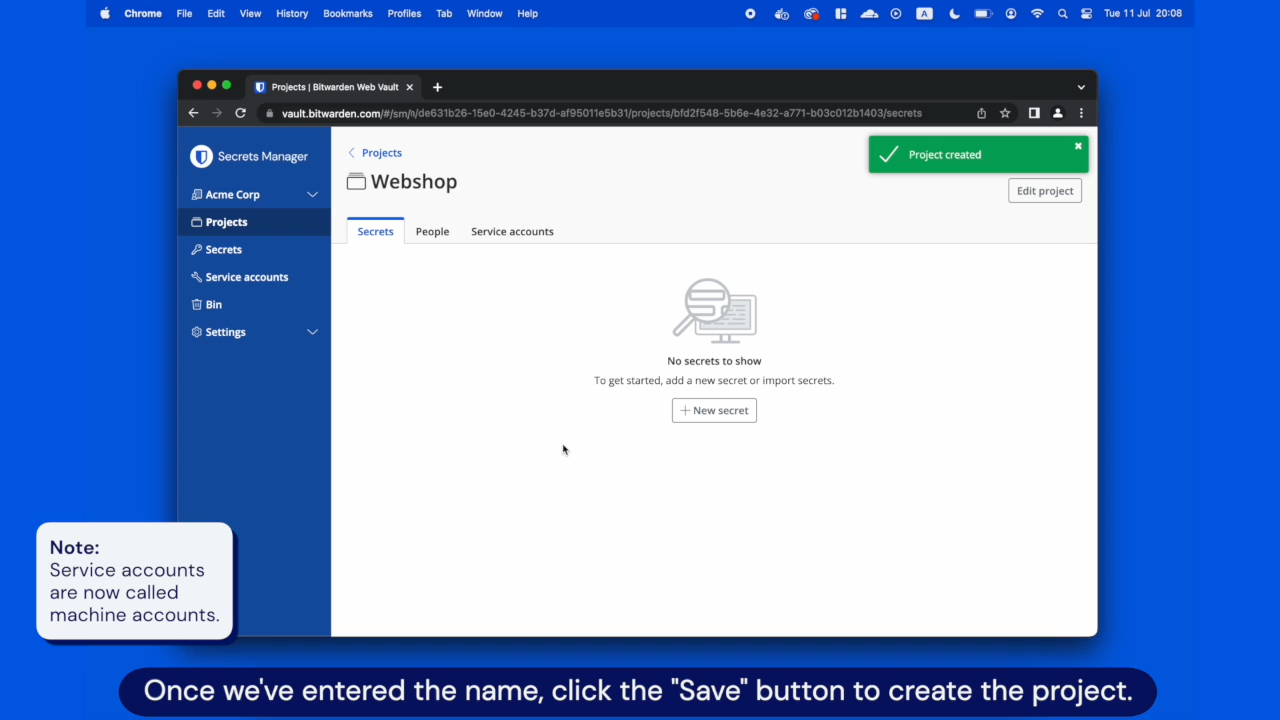 Chrome File Edit View History Bookmarks Profiles Tab Window Help
A
Tue 11 Jul 20:08
Projects | Bitwarden Web Vault
vault.bitwarden.com/#/sm/n/de631b26-15e0-4245-b37d-af95011e5b31/projects/bfd2f548-5b6e-4e32-a771-b03c012b1403/secrets
Secrets Manager
Acme Corp
Projects
Secrets
Service accounts
Bin
Settings
Projects
Webshop
Project created
Edit project
Secrets People Service accounts
No secrets to show
To get started, add a new secret or import secrets.
New secret
Note:
Service accounts
are now called
machine accounts.
Once we've entered the name, click the "Save" button to create the project.